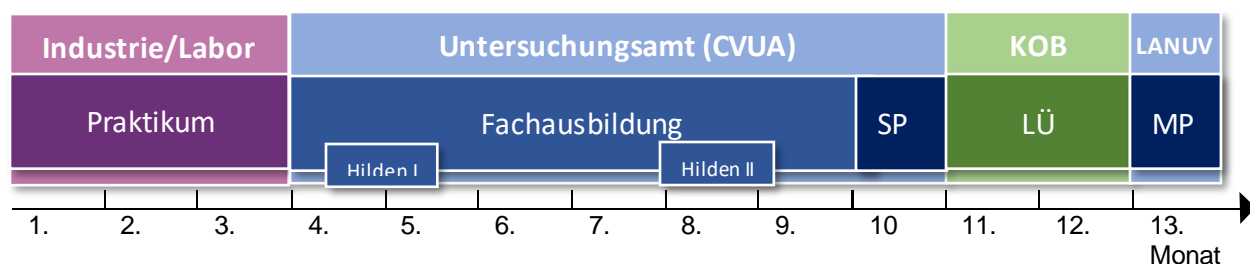 Industrie/Labor Untersuchungsamt (CVUA) KOB LANUV
Praktikum Fachausbildung SP LÜ MP
Hilden I Hilden II
1. 2. 3. 4. 5. 6. 7. 8. 9. 10 11. 12. 13.
Monat